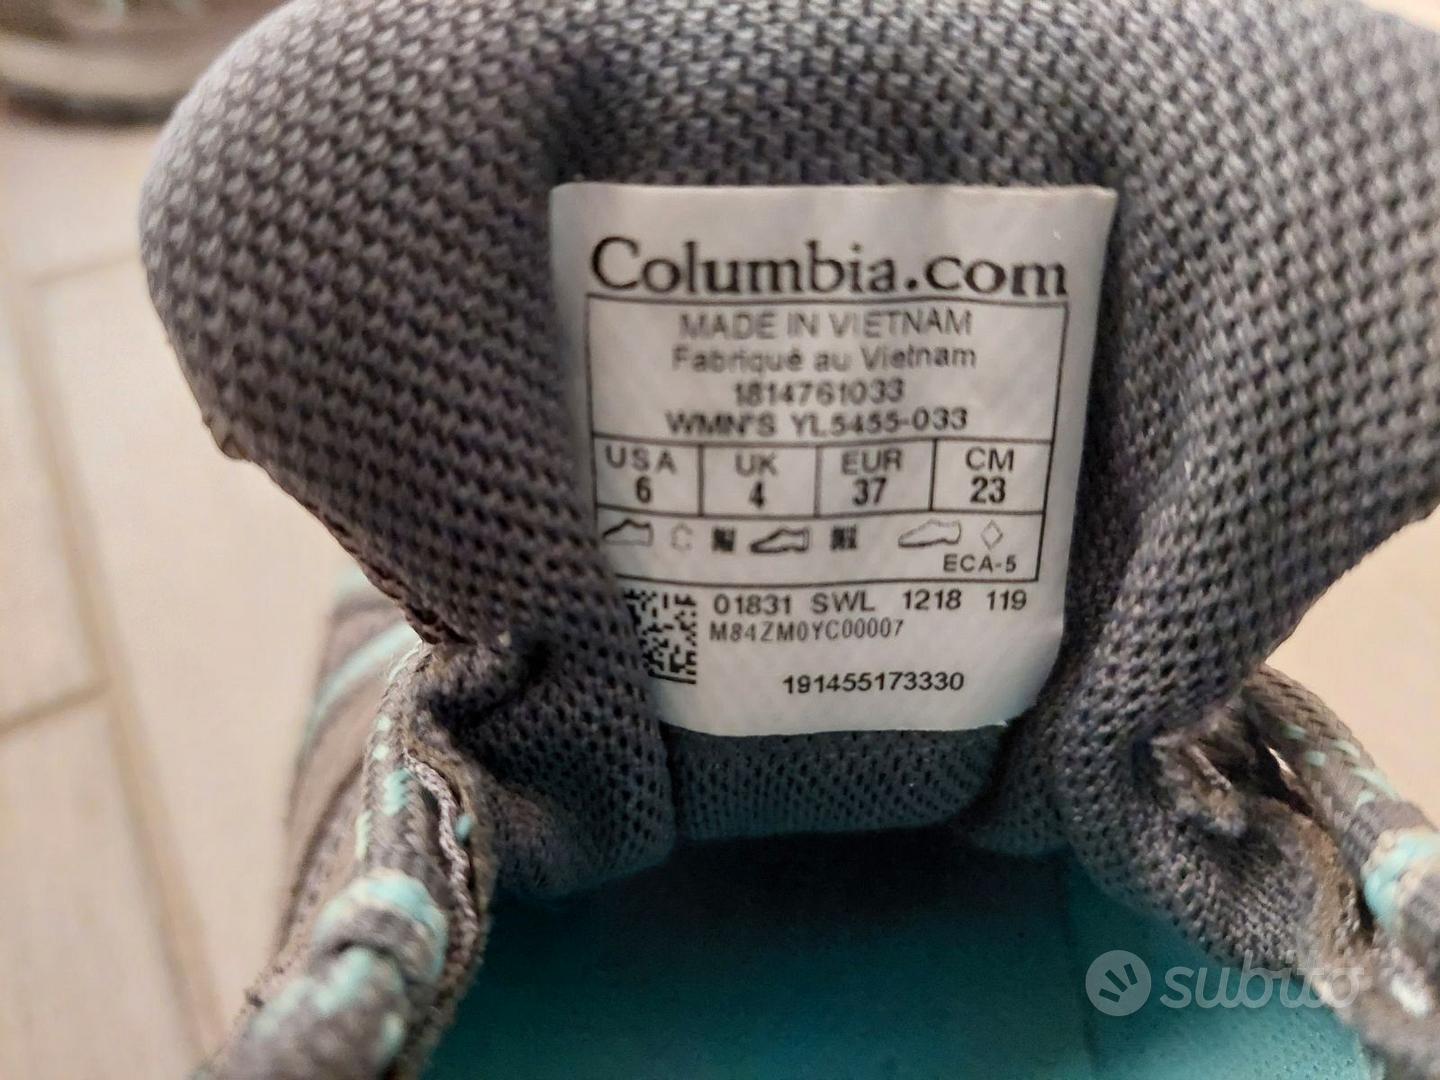 Columbia.com
MADE IN VIETNAM
Fabriqué au Vietnam
1814761033
WMN'S YL5455-033
USA UK EUR CM
6 4 37 23
ECA-5
01831 SWL 1218 119
M84ZM0YC00007
191455173330
subito